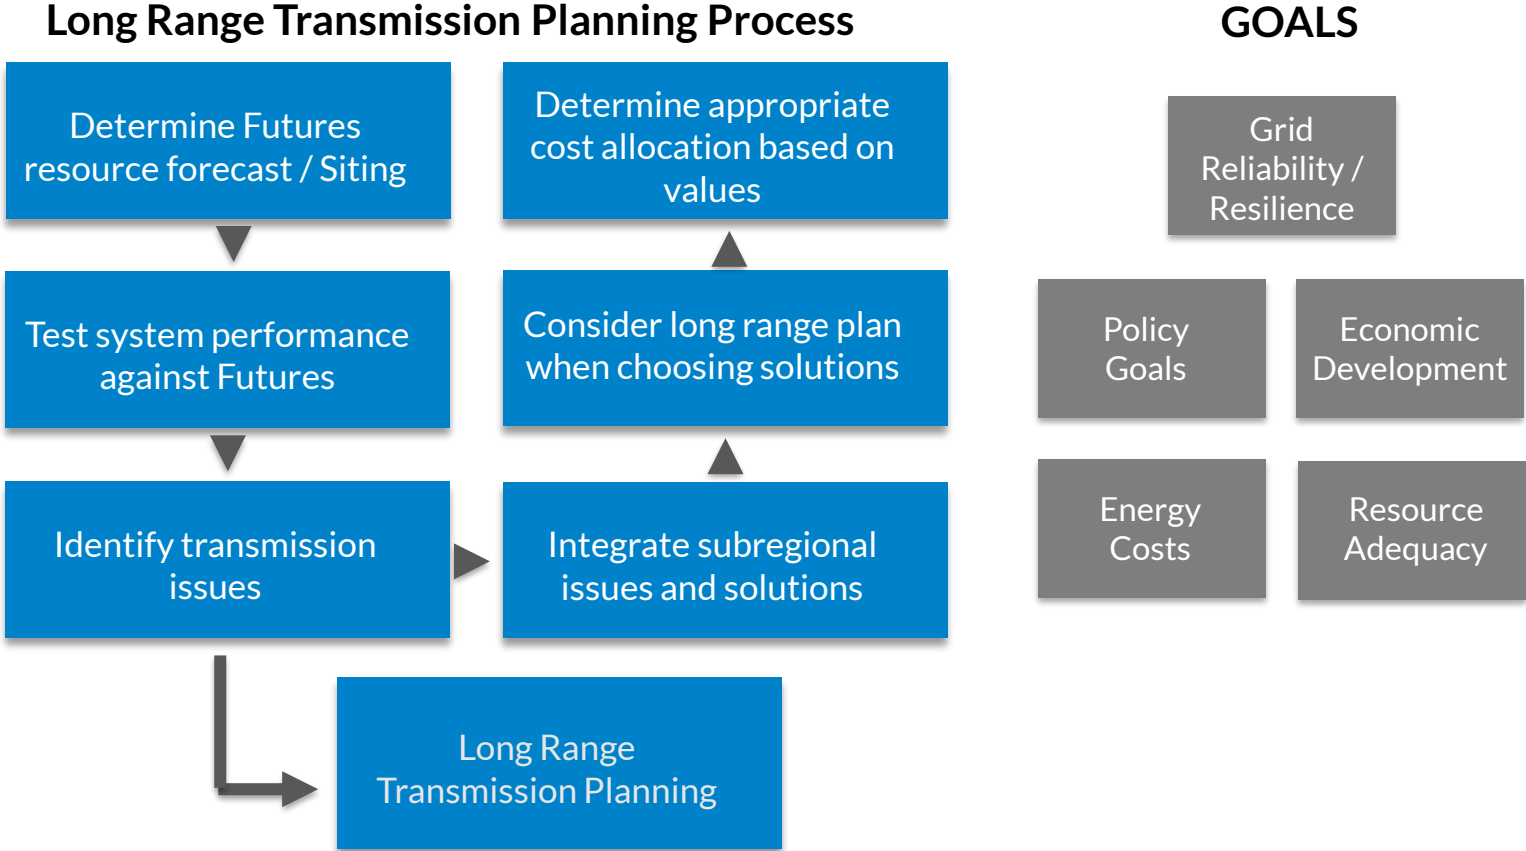 Long Range Transmission Planning Process
Determine Futures
resource forecast / Siting
Test system performance
against Futures
Identify transmission
issues
Integrate subregional
issues and solutions
Consider long range plan
when choosing solutions
Determine appropriate
cost allocation based on
values
Long Range
Transmission Planning
GOALS
Grid
Reliability /
Resilience
Policy
Goals
Economic
Development
Energy
Costs
Resource
Adequacy